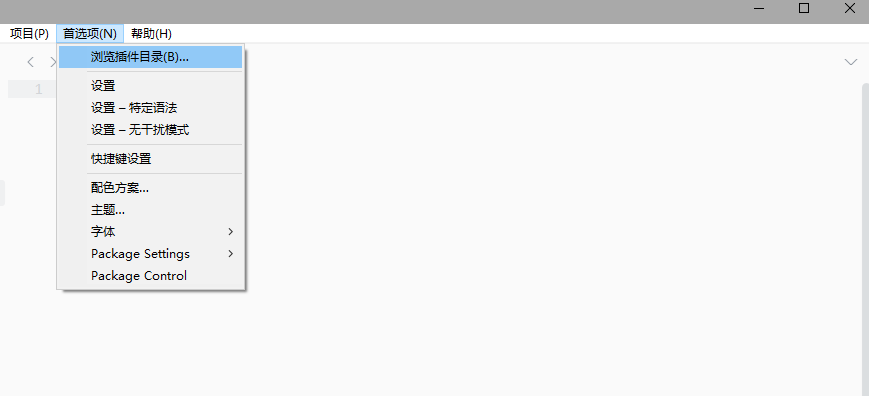 项目(P) 首选项(N) 帮助(H)
浏览插件目录(B)...
1
设置
设置 – 特定语法
设置 – 无干扰模式
快捷键设置
配色方案...
主题...
字体
Package Settings
Package Control